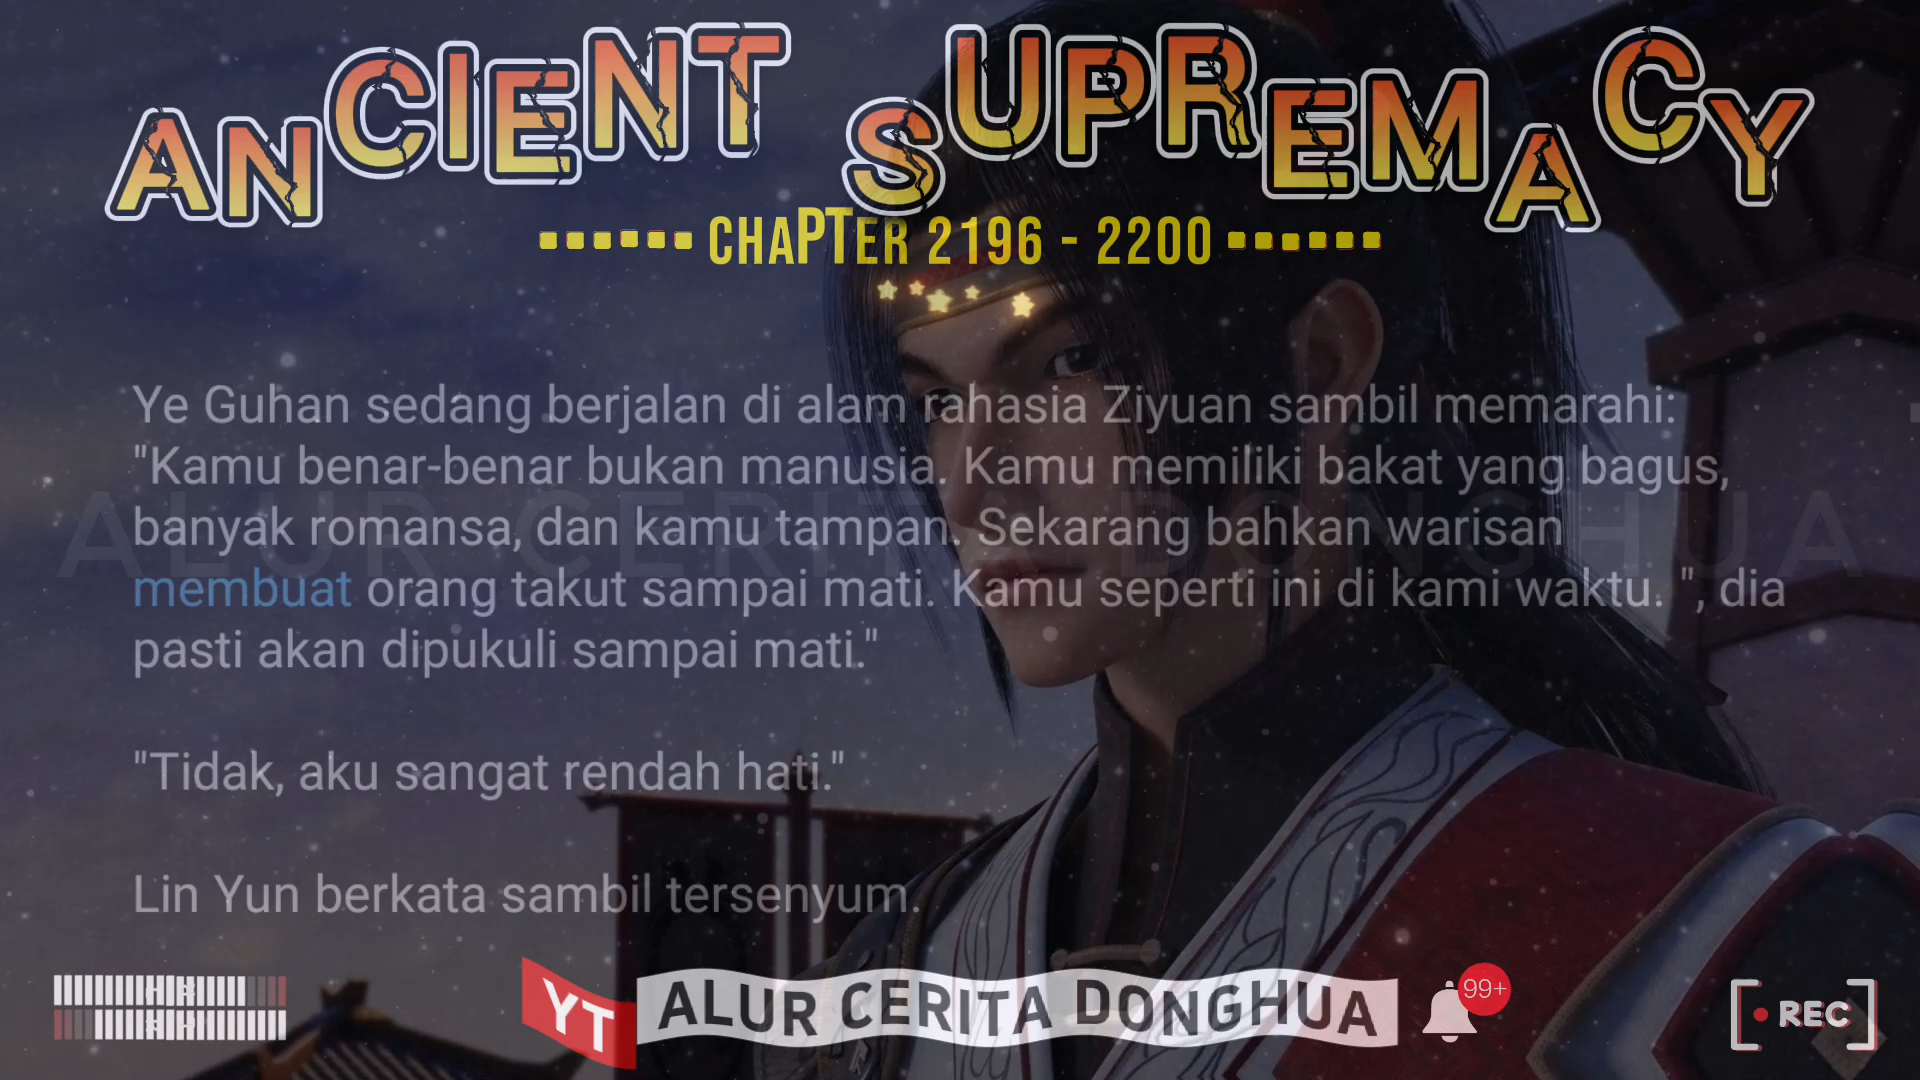 ANCIENT SUPREMACY
CHAPTER 2196 - 2200
Ye Guhan sedang berjalan di alam rahasia Ziyuan sambil memarahi:
"Kamu benar-benar bukan manusia. Kamu memiliki bakat yang bagus,
banyak romansa, dan kamu tampan. Sekarang bahkan warisan
membuat orang takut sampai mati. Kamu seperti ini di kami waktu. ", dia
pasti akan dipukuli sampai mati."
"Tidak, aku sangat rendah hati."
Lin Yun berkata sambil tersenyum.
ALUR CERITA DONGHUA
YT ALUR CERITA DONGHUA
99+
REC